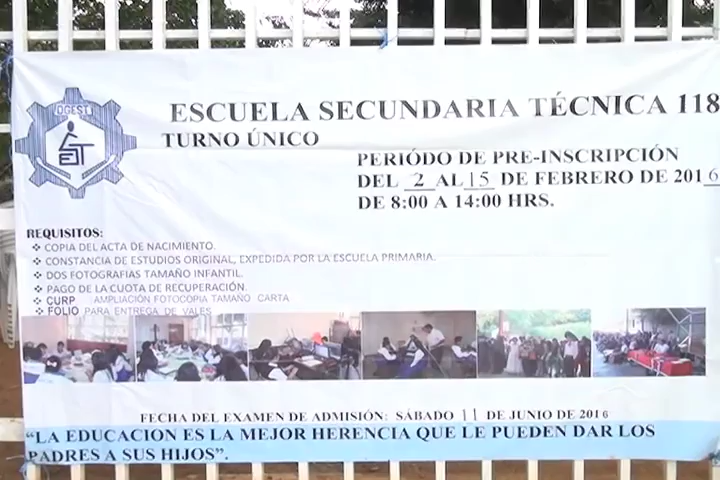 DGEST
EST
ESCUELA SECUNDARIA TÉCNICA 118
TURNO ÚNICO
PERIÓDO DE PRE-INSCRIPCIÓN
DEL 2 AL 15 DE FEBRERO DE 2016
DE 8:00 A 14:00 HRS.
REQUISITOS:
❖ COPIA DEL ACTA DE NACIMIENTO.
❖ CONSTANCIA DE ESTUDIOS ORIGINAL, EXPEDIDA POR LA ESCUELA PRIMARIA.
❖ DOS FOTOGRAFIAS TAMAÑO INFANTIL.
❖ PAGO DE LA CUOTA DE RECUPERACIÓN.
❖ CURP AMPLIACIÓN FOTOCOPIA TAMAÑO CARTA
❖ FOLIO PARA ENTREGA DE VALES
FECHA DEL EXAMEN DE ADMISIÓN: SÁBADO 11 DE JUNIO DE 2016
“LA EDUCACION ES LA MEJOR HERENCIA QUE LE PUEDEN DAR LOS
PADRES A SUS HIJOS”.